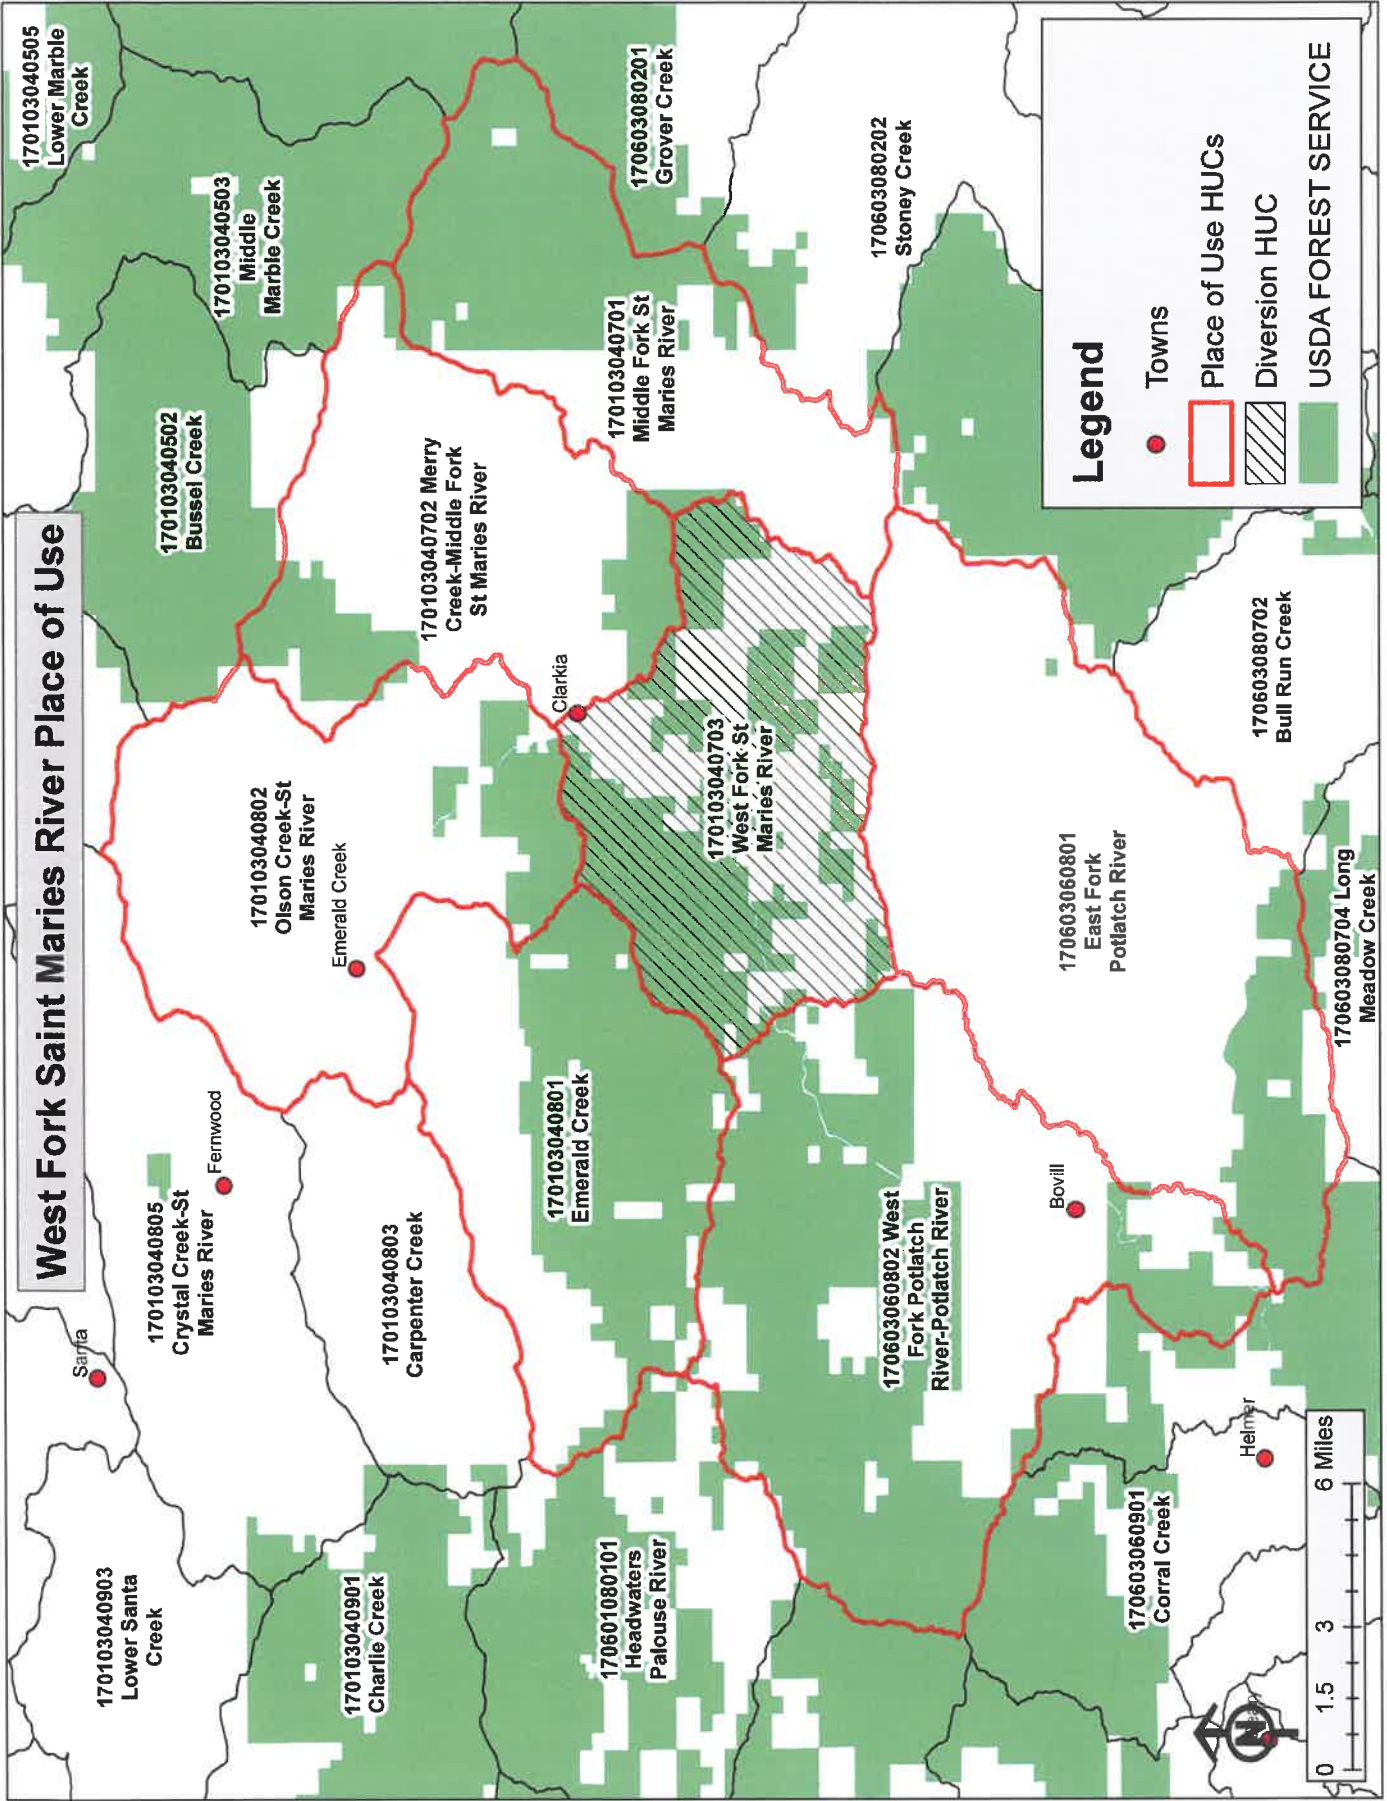 West Fork Saint Maries River Place of Use
170103040903
Lower Santa
Creek
Santa
170103040805
Crystal Creek-St
Maries River
Fernwood
170103040802
Olson Creek-St
Maries River
Emerald Creek
170103040502
Bussel Creek
170103040503
Middle
Marble Creek
170103040505
Lower Marble
Creek
170103040901
Charlie Creek
170103040803
Carpenter Creek
170103040702 Merry
Creek-Middle Fork
St Maries River
Clarkia
170103040801
Emerald Creek
170601080101
Headwaters
Palouse River
170103040703
West Fork St
Maries River
170103040701
Middle Fork St
Maries River
170603080201
Grover Creek
170603080202
Stoney Creek
170603060802 West
Fork Potlatch
River-Potlatch River
Bovill
170603060801
East Fork
Potlatch River
170603060901
Corral Creek
Helmer
170603080702
Bull Run Creek
170603080704 Long
Meadow Creek
N
0 1.5 3 6 Miles
Legend
Towns
Place of Use HUCs
Diversion HUC
USDA FOREST SERVICE